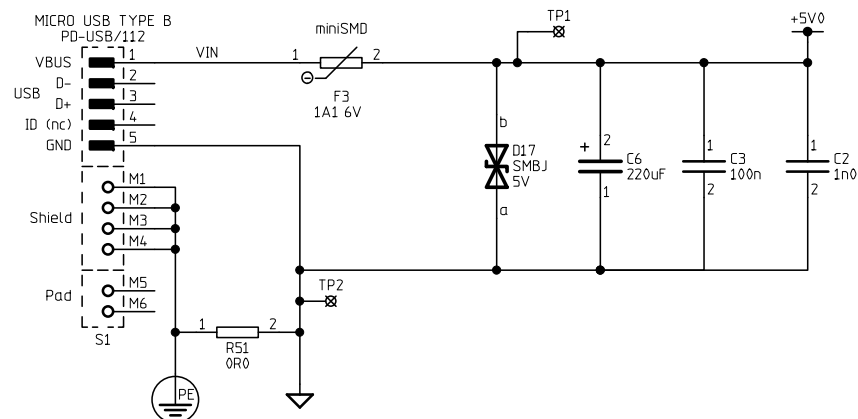 MICRO USB TYPE B
PD-USB/112
miniSMD
TP1
+5V0
VBUS
1
VIN
1
2
D-
2
F3
USB
D+
3
1A1 6V
ID (nc)
4
GND
5
b
D17
SMBJ
5V
a
+
2
C6
220uF
1
1
C3
100n
2
1
C2
1n0
2
M1
M2
Shield
M3
M4
Pad
M5
M6
TP2
S1
1
2
R51
0R0
PE